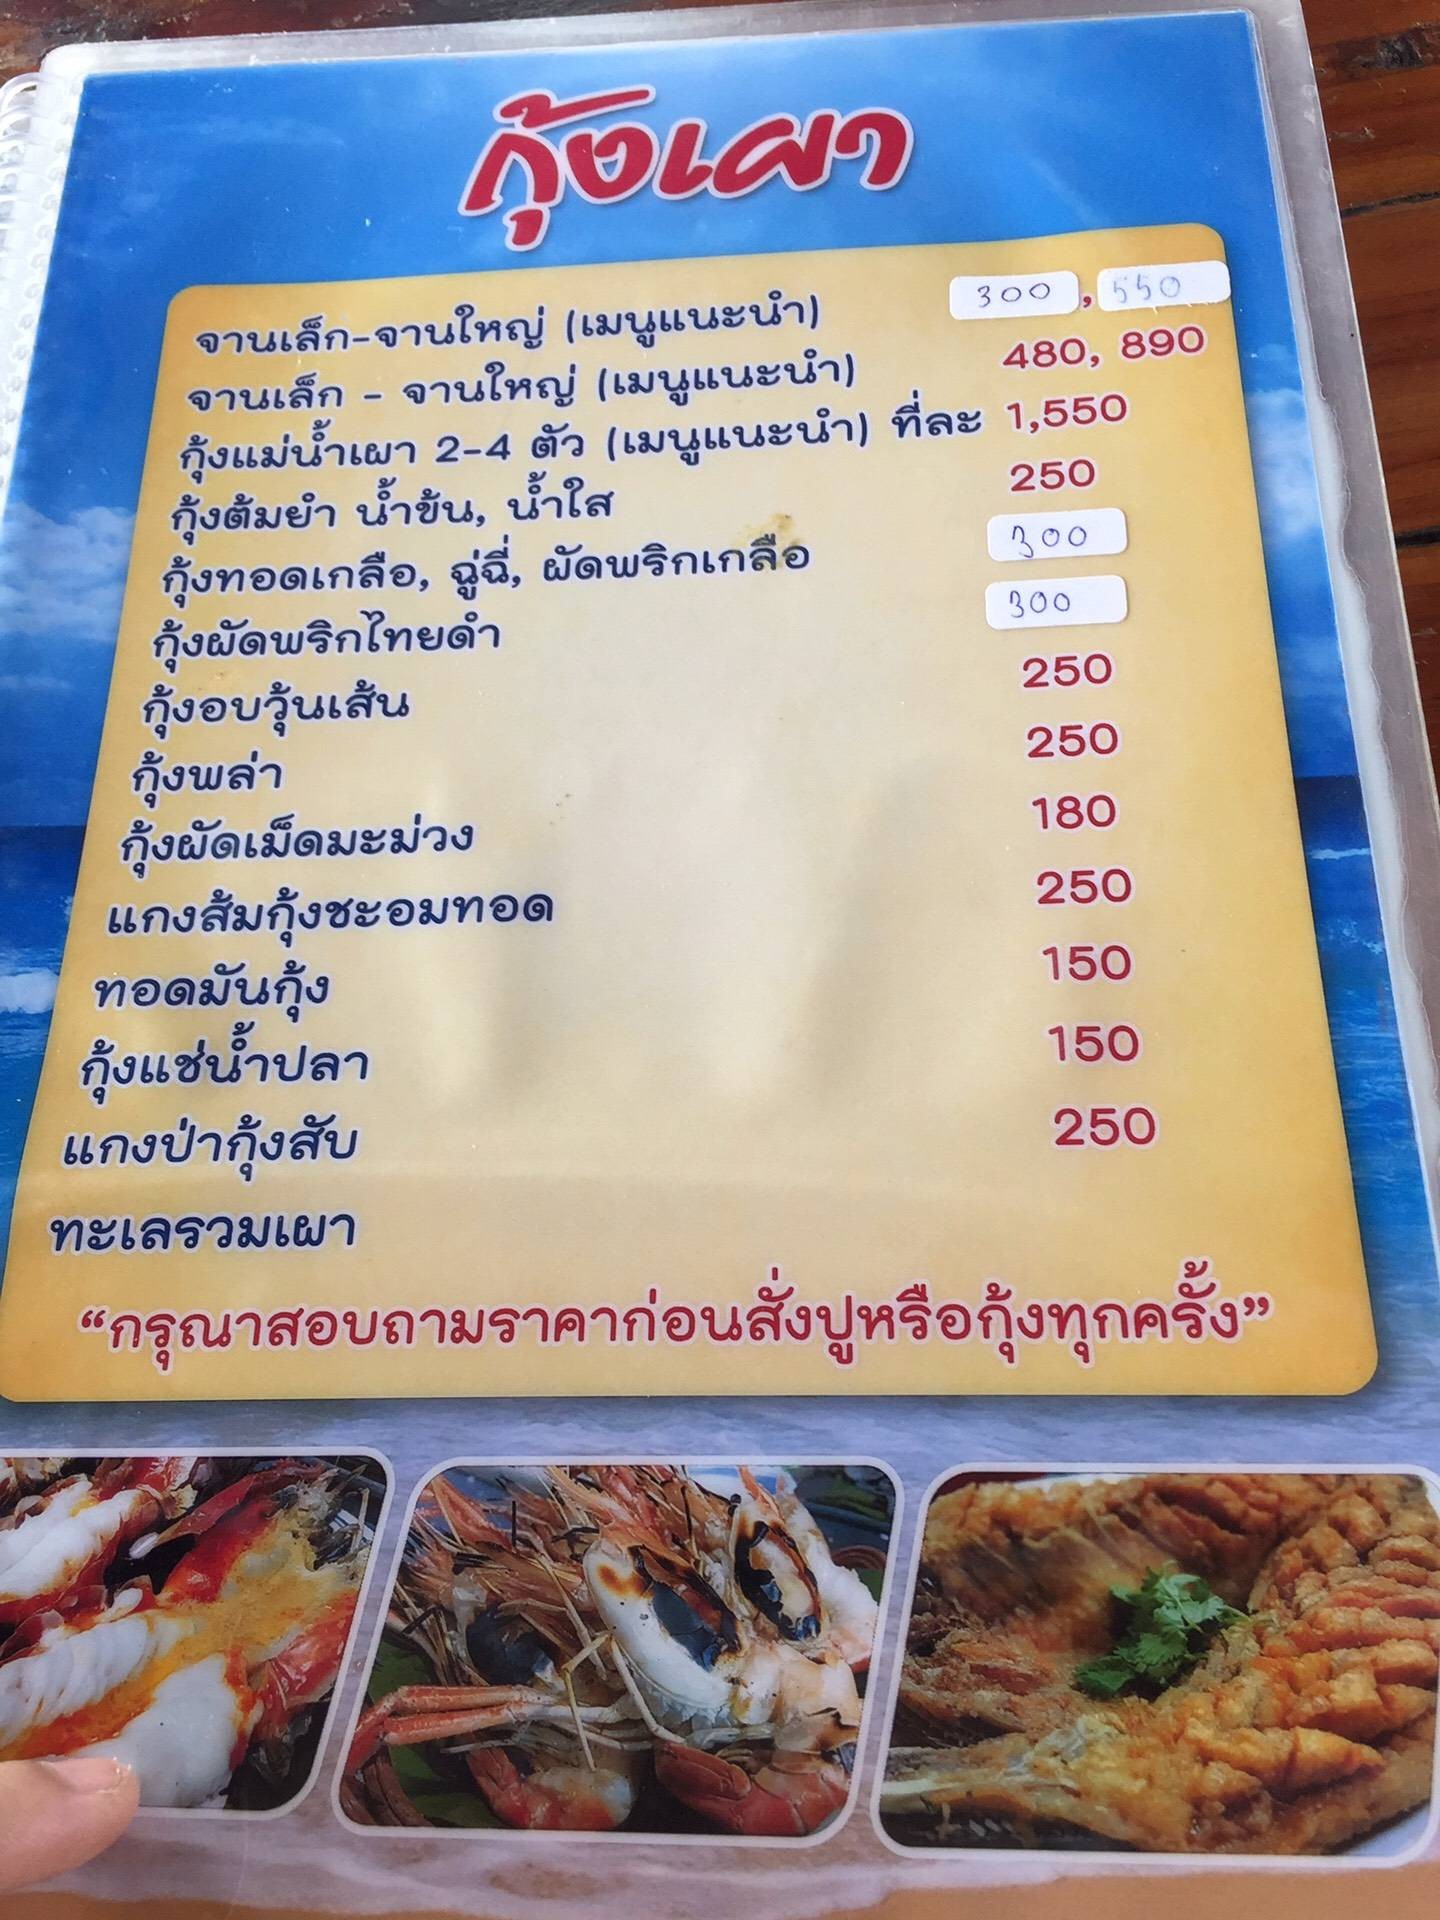 กุ้งเผา
จานเล็ก-จานใหญ่ (เมนูแนะนำ) 300, 550
จานเล็ก - จานใหญ่ (เมนูแนะนำ) 480, 890
กุ้งแม่น้ำเผา 2-4 ตัว (เมนูแนะนำ) ที่ละ 1,550
กุ้งต้มยำ น้ำข้น, น้ำใส 250
กุ้งทอดเกลือ, ฉู่ฉี่, ผัดพริกเกลือ 300
กุ้งผัดพริกไทยดำ 300
กุ้งอบวุ้นเส้น 250
กุ้งพล่า 250
กุ้งผัดเม็ดมะม่วง 180
แกงส้มกุ้งชะอมทอด 250
ทอดมันกุ้ง 150
กุ้งแช่น้ำปลา 150
แกงป่ากุ้งสับ 250
ทะเลรวมเผา
“กรุณาสอบถามราคาก่อนสั่งปูหรือกุ้งทุกครั้ง”